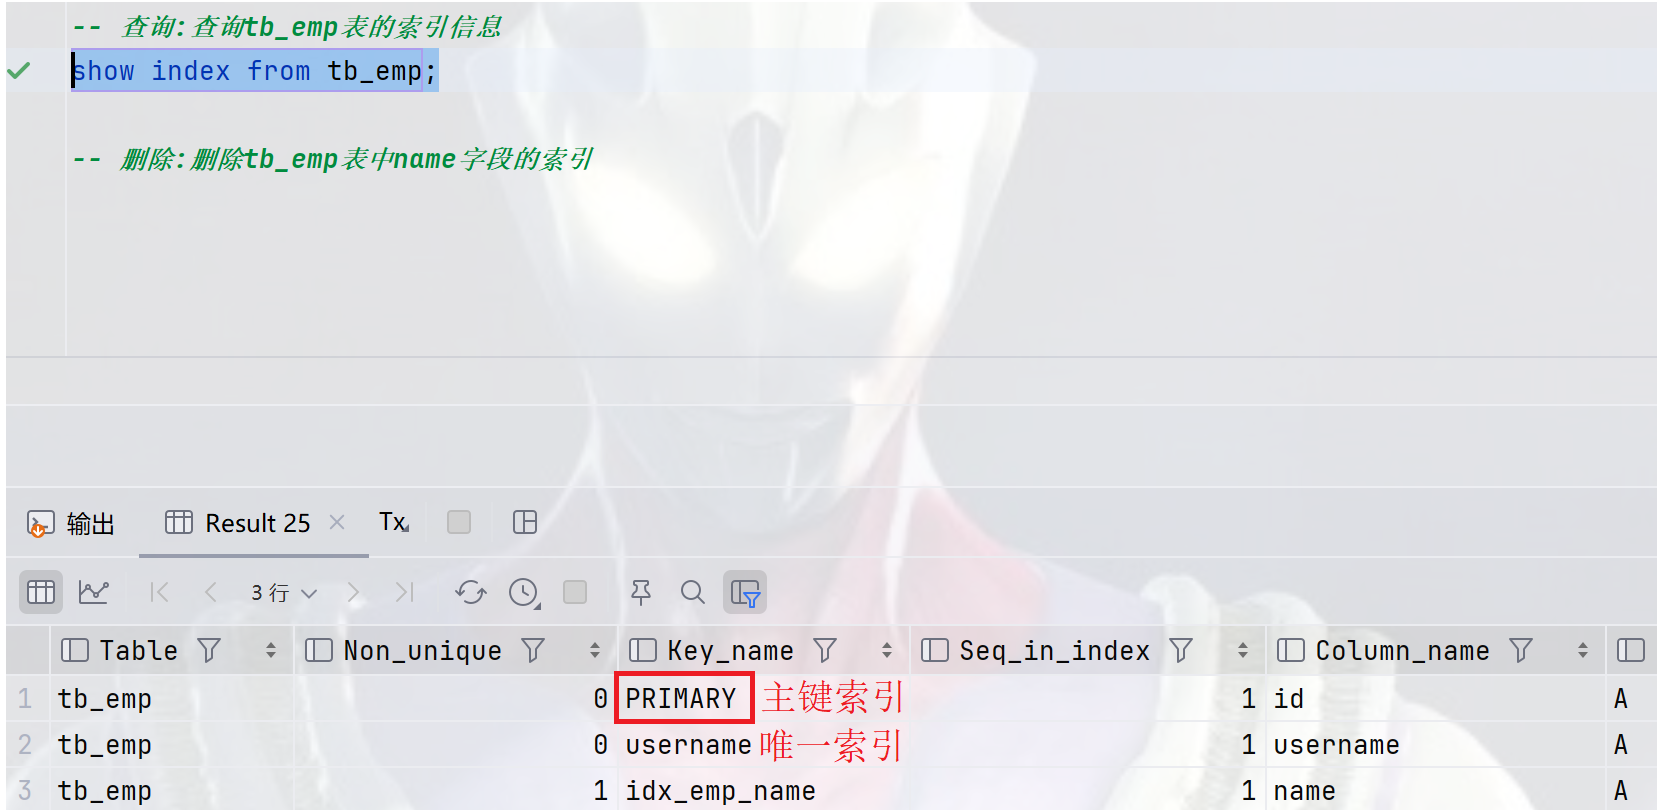 -- 查询:查询tb_emp表的索引信息
show index from tb_emp;
-- 删除:删除tb_emp表中name字段的索引
输出 Result 25 Tx
3 行
Table Non_unique Key_name Seq_in_index Column_name
1 tb_emp 0 PRIMARY 主键索引 1 id A
2 tb_emp 0 username 唯一索引 1 username A
3 tb_emp 1 idx_emp_name 1 name A